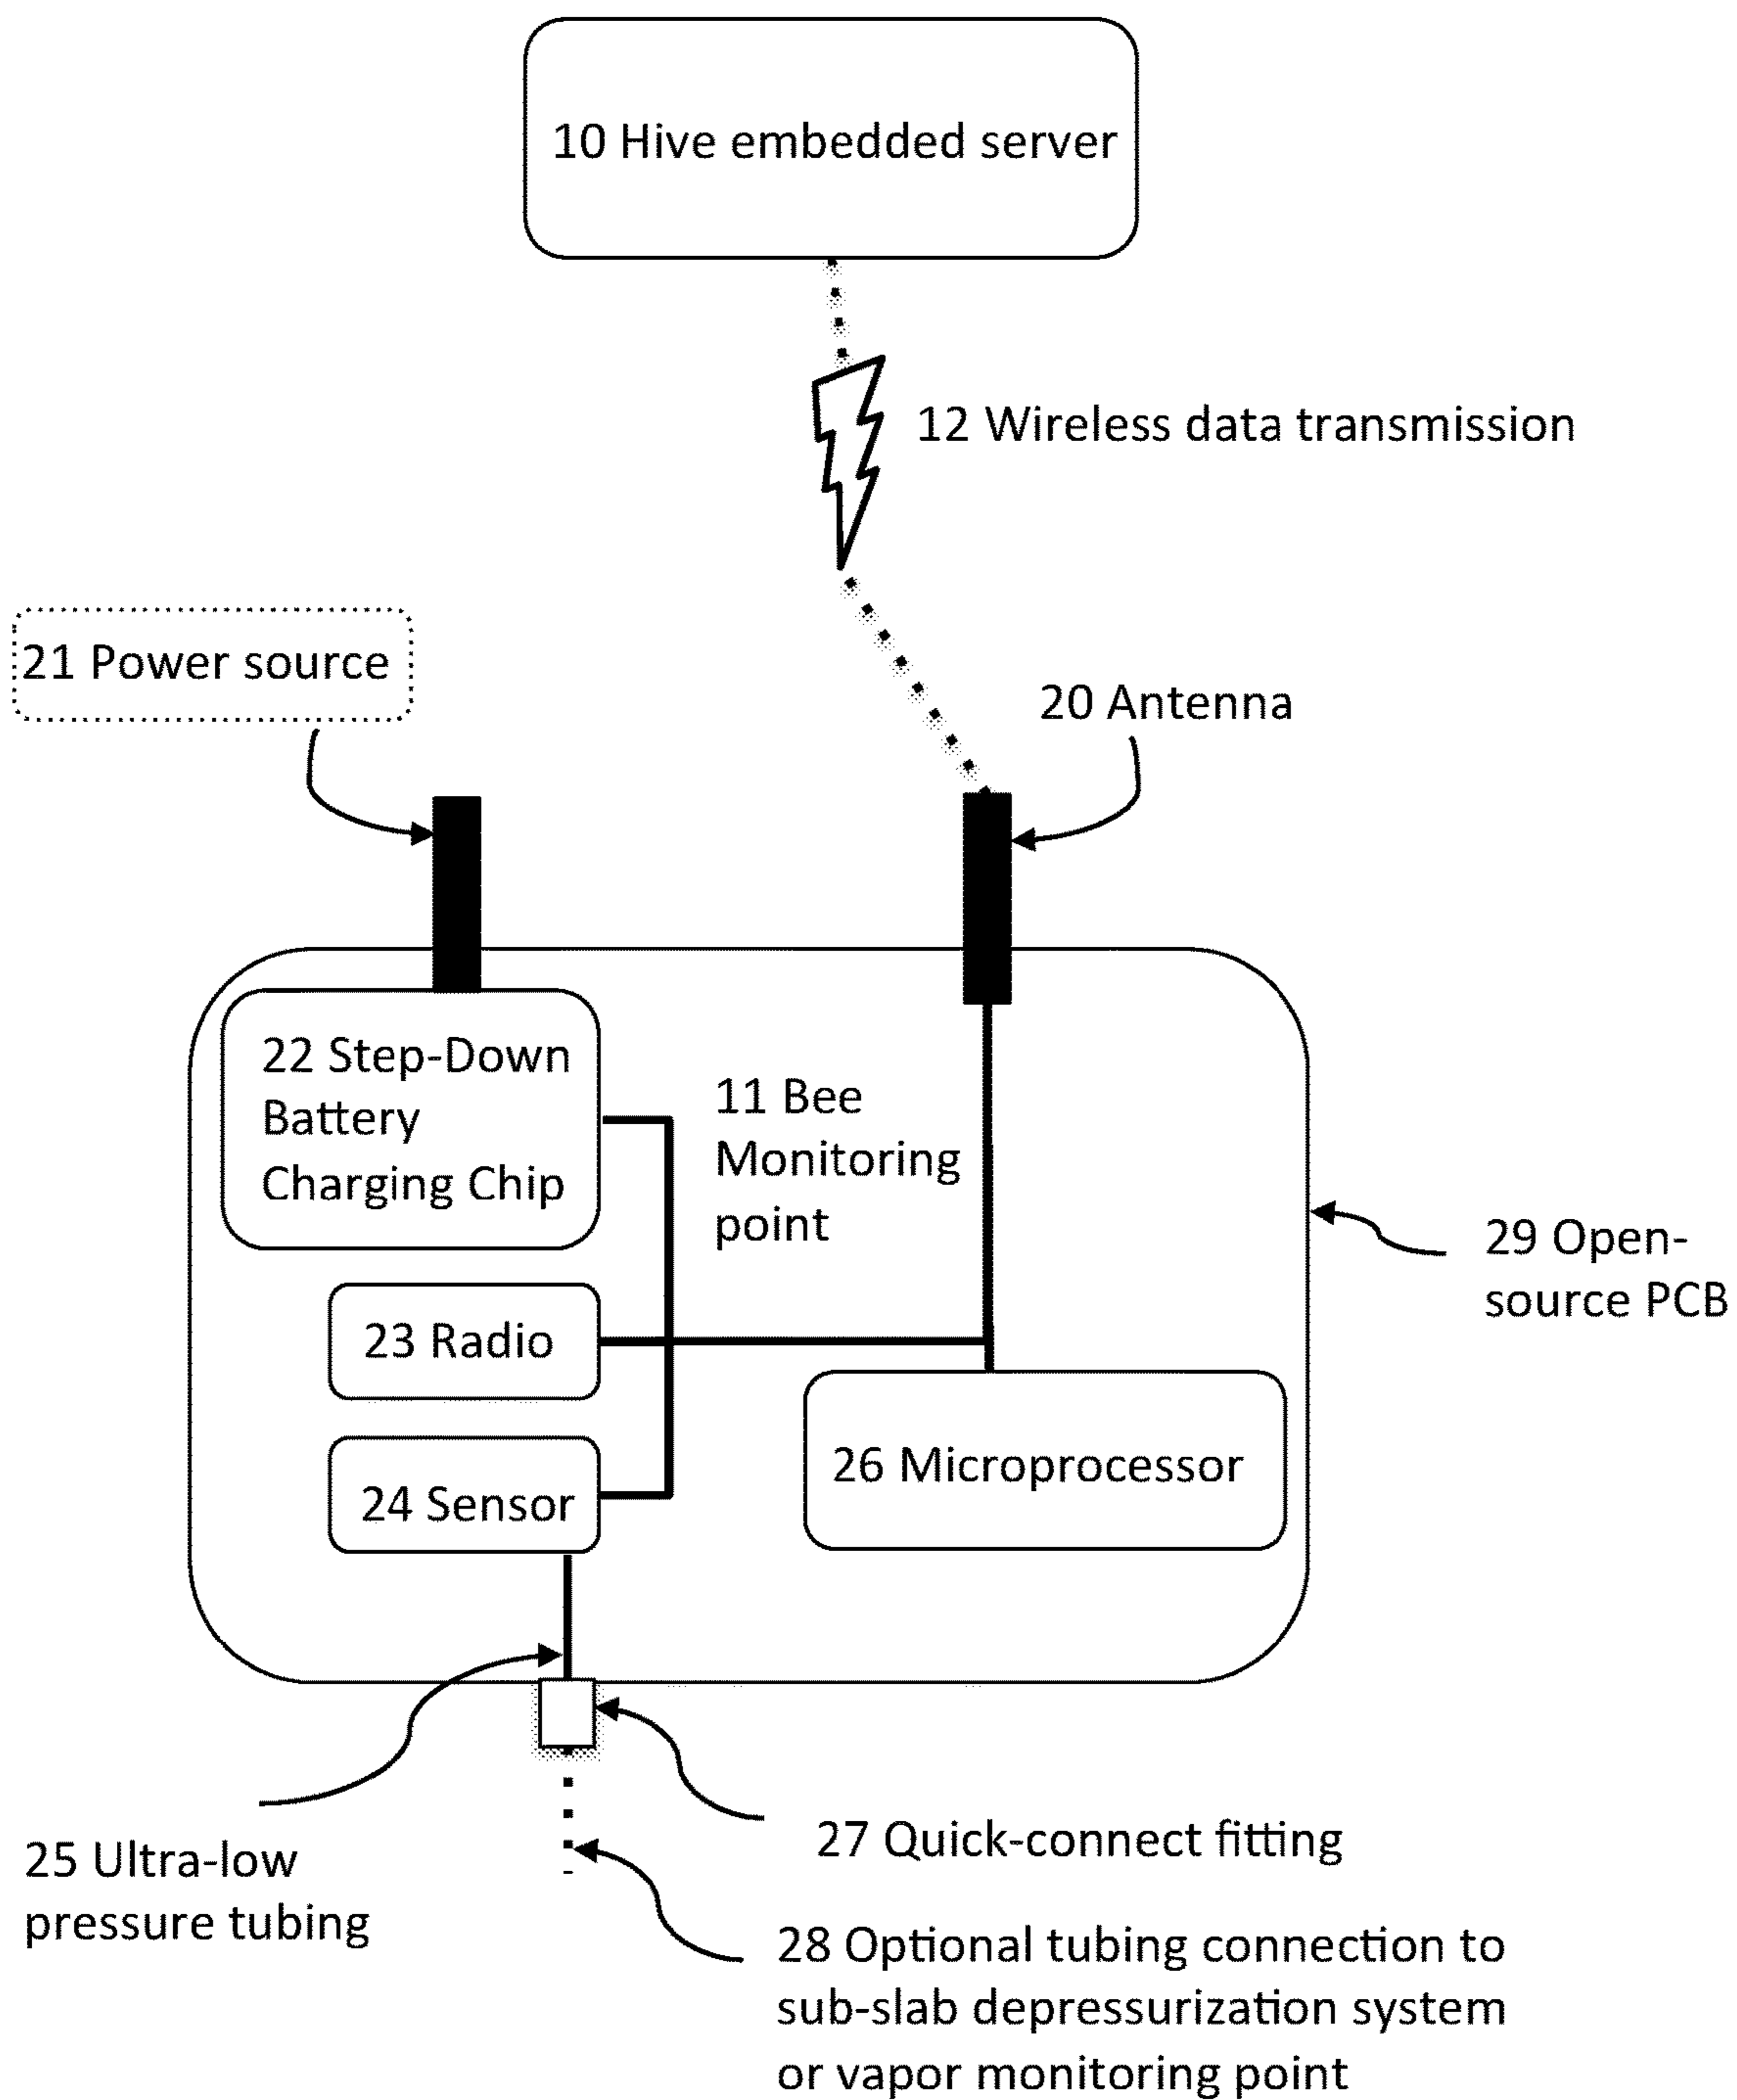 10 Hive embedded server
12 Wireless data transmission
21 Power source
20 Antenna
22 Step-Down
Battery
Charging Chip
11 Bee
Monitoring
point
29 Open-
source PCB
23 Radio
24 Sensor
26 Microprocessor
25 Ultra-low
pressure tubing
27 Quick-connect fitting
28 Optional tubing connection to
sub-slab depressurization system
or vapor monitoring point